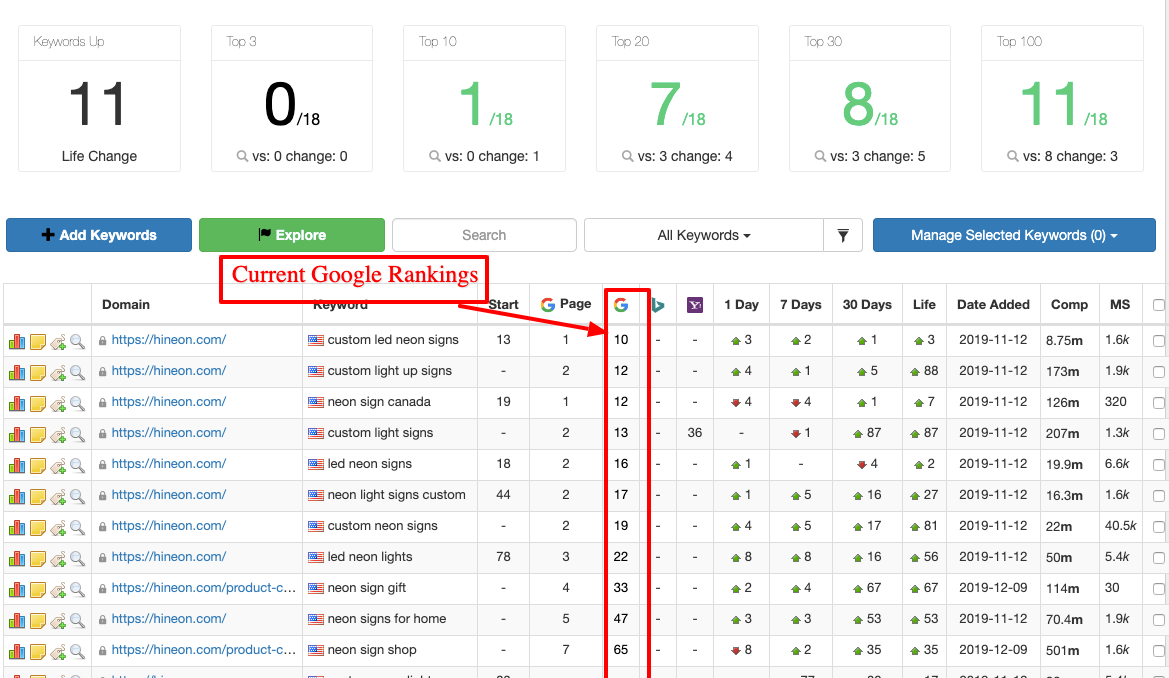 Keywords Up Top 3 Top 10 Top 20 Top 30 Top 100
11 0/18 1/18 7/18 8/18 11/18
Life Change vs: 0 change: 0 vs: 0 change: 1 vs: 3 change: 4 vs: 3 change: 5 vs: 8 change: 3
Add Keywords Explore Search All Keywords Manage Selected Keywords (0)
Current Google Rankings
Domain Keyword Start Page 1 Day 7 Days 30 Days Life Date Added Comp MS
https://hineon.com/ custom led neon signs 13 1 10 - - 3 2 1 3 2019-11-12 8.75m 1.6k
https://hineon.com/ custom light up signs - 2 12 - - 4 1 5 88 2019-11-12 173m 1.9k
https://hineon.com/ neon sign canada 19 1 12 - - 4 4 1 7 2019-11-12 126m 320
https://hineon.com/ custom light signs - 2 13 - 36 - 1 87 87 2019-11-12 207m 1.3k
https://hineon.com/ led neon signs 18 2 16 - - 1 - 4 2 2019-11-12 19.9m 6.6k
https://hineon.com/ neon light signs custom 44 2 17 - - 1 5 16 27 2019-11-12 16.3m 1.6k
https://hineon.com/ custom neon signs - 2 19 - - 4 5 17 81 2019-11-12 22m 40.5k
https://hineon.com/ led neon lights 78 3 22 - - 8 8 16 56 2019-11-12 50m 5.4k
https://hineon.com/product-c... neon sign gift - 4 33 - - 2 4 67 67 2019-12-09 114m 30
https://hineon.com/ neon signs for home - 5 47 - - 3 3 53 53 2019-11-12 70.4m 1.9k
https://hineon.com/product-c... neon sign shop - 7 65 - - 8 2 35 35 2019-12-09 501m 1.6k